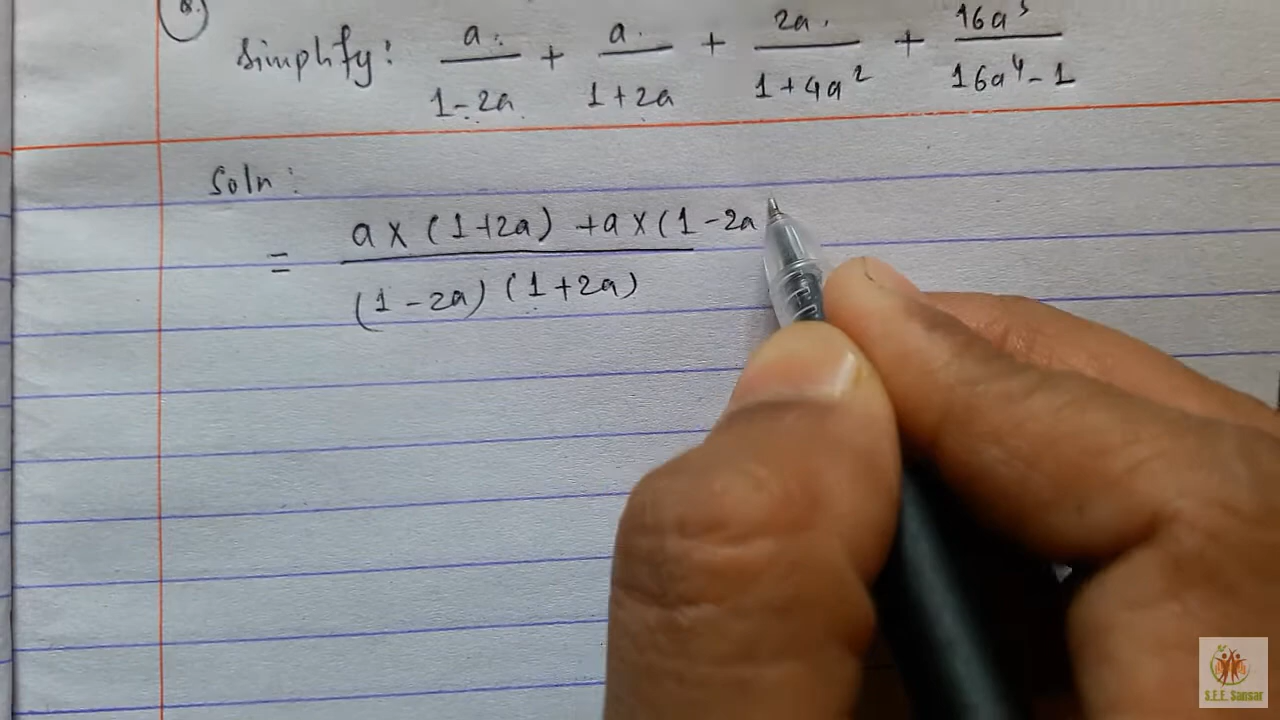 Q.
Simplify: a/(1-2a) + a/(1+2a) + 2a/(1+4a²) + 16a³/(16a⁴-1)
Soln:
= (a x (1+2a) + a x (1-2a)/((1-2a)(1+2a))
S.E.E. Sansar